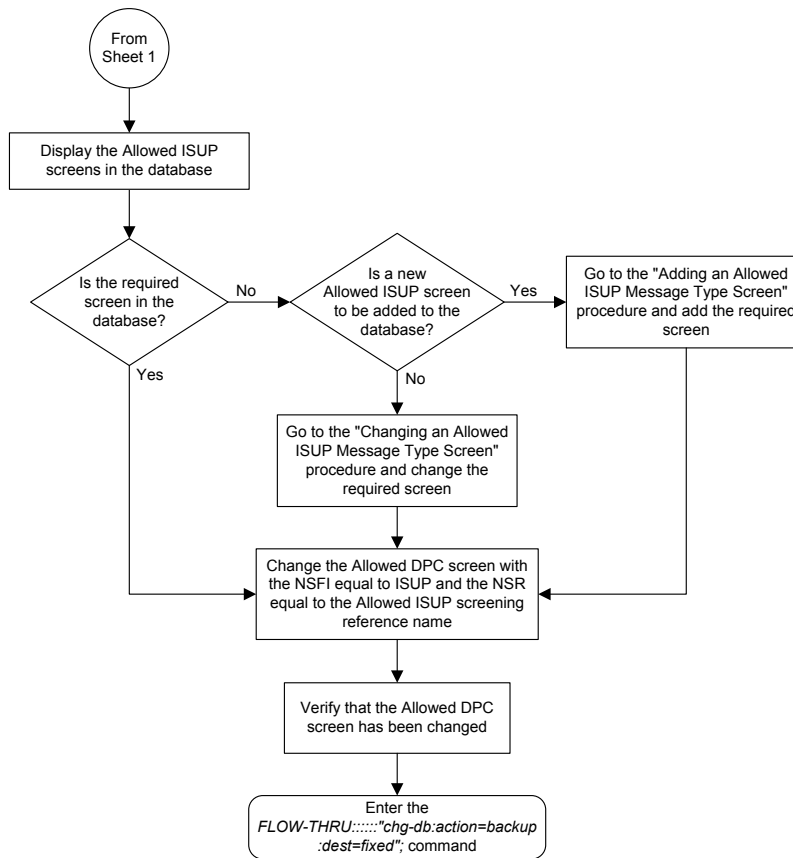 From
Sheet 1
Display the Allowed ISUP
screens in the database
Is the required
screen in the
database?
No
Yes
Is a new
Allowed ISUP screen
to be added to the
database?
Yes
No
Go to the "Adding an Allowed
ISUP Message Type Screen"
procedure and add the required
screen
Go to the "Changing an Allowed
ISUP Message Type Screen"
procedure and change the
required screen
Change the Allowed DPC screen with
the NSFI equal to ISUP and the NSR
equal to the Allowed ISUP screening
reference name
Verify that the Allowed DPC
screen has been changed
Enter the
FLOW-THRU::::::"chg-db:action=backup
:dest=fixed"; command